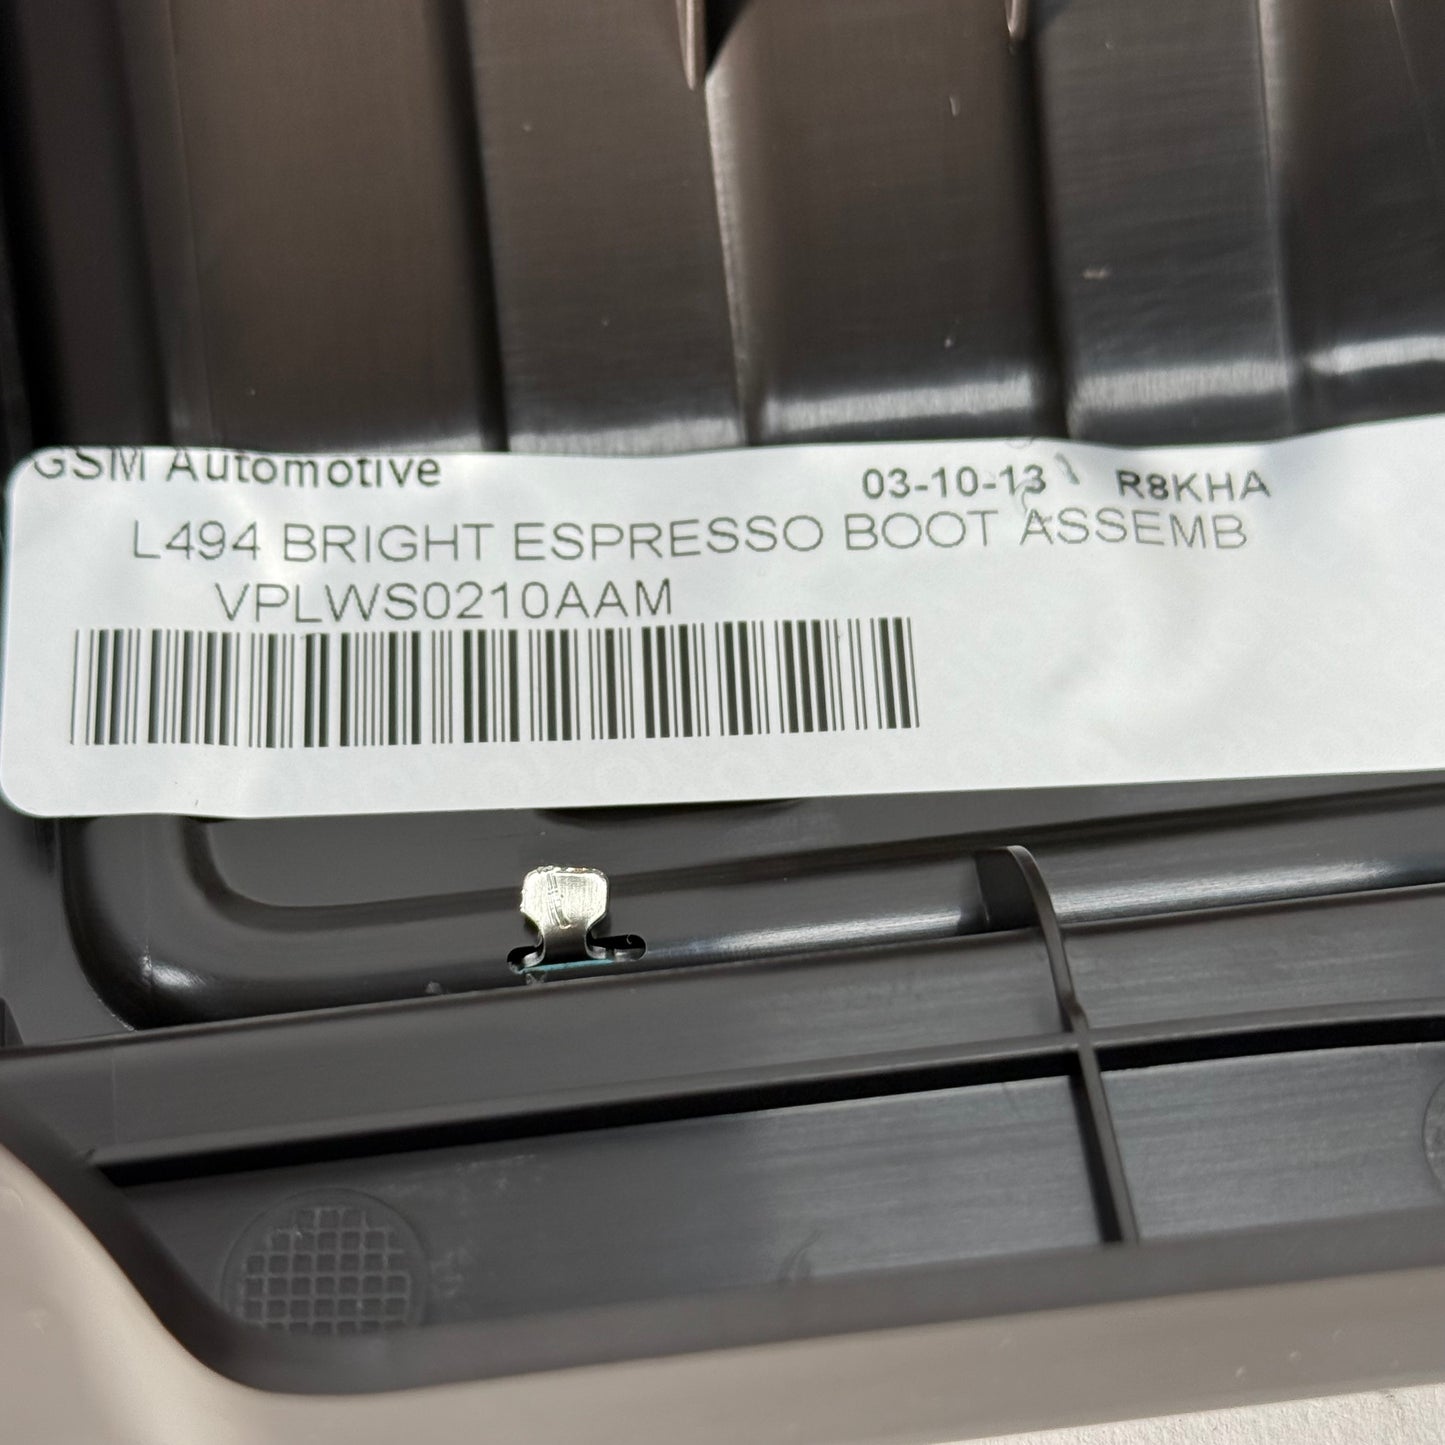 GSM Automotive 03-10-13 R8KHA
L494 BRIGHT ESPRESSO BOOT ASSEMB
VPLWS0210AAM